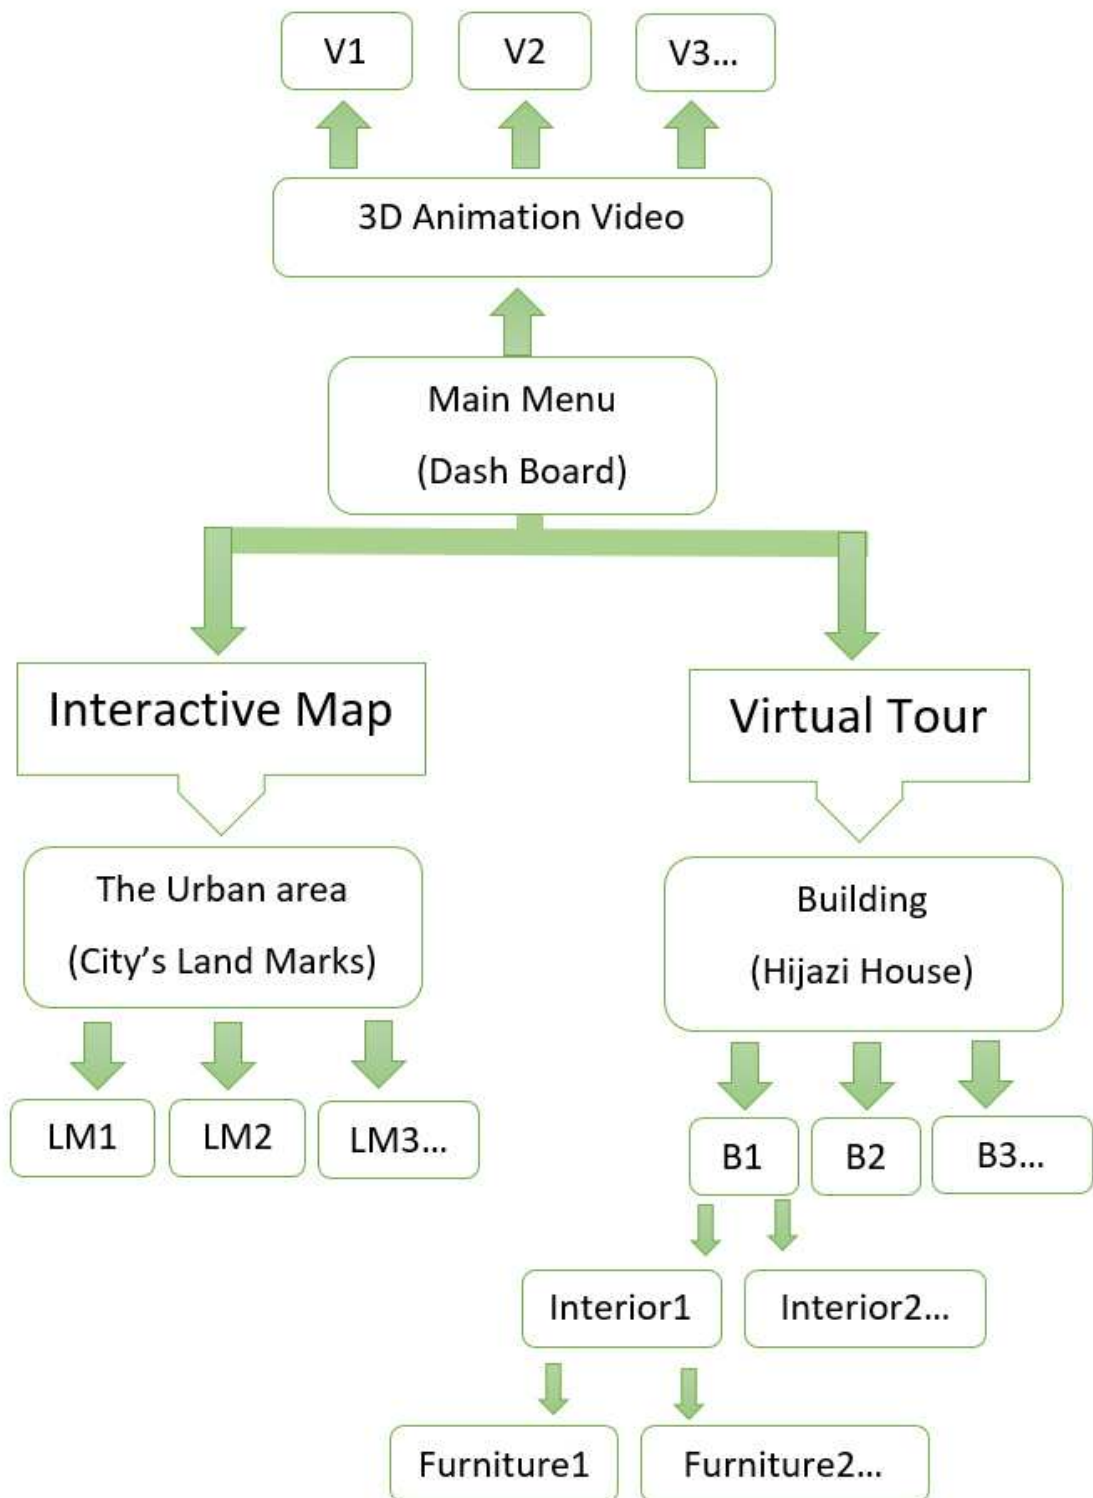 V1
V2
V3...
3D Animation Video
Main Menu
(Dash Board)
Interactive Map
Virtual Tour
The Urban area
(City's Land Marks)
Building
(Hijazi House)
LM1
LM2
LM3...
B1
B2
B3...
Interior1
Interior2...
Furniture1
Furniture2...